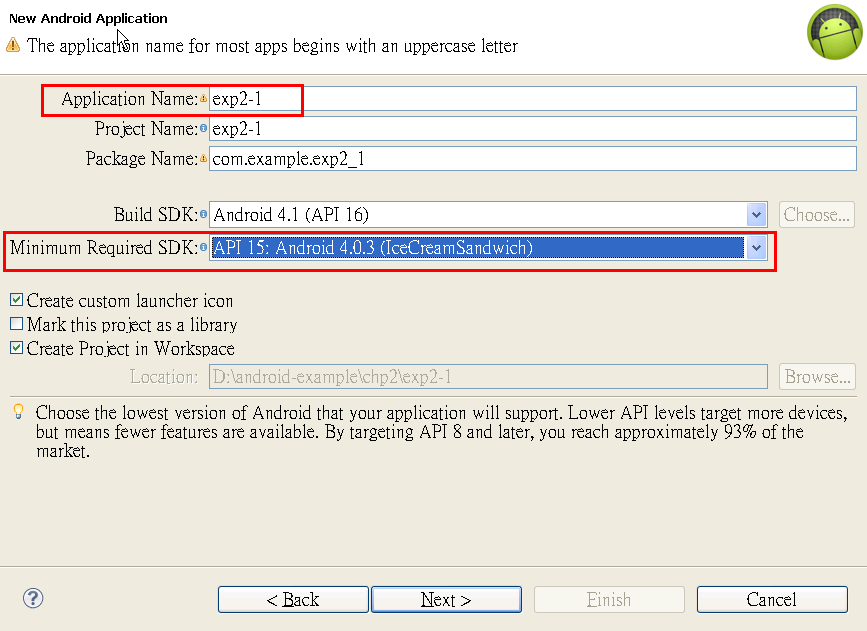 New Android Application
The application name for most apps begins with an uppercase letter
Application Name: exp2-1
Project Name: exp2-1
Package Name: com.example.exp2_1
Build SDK: Android 4.1 (API 16) Choose...
Minimum Required SDK: API 15: Android 4.0.3 (IceCreamSandwich)
Create custom launcher icon
Mark this project as a library
Create Project in Workspace
Location: D:\android-example\chp2\exp2-1 Browse...
Choose the lowest version of Android that your application will support. Lower API levels target more devices,
but means fewer features are available. By targeting API 8 and later, you reach approximately 93% of the
market.
? < Back Next > Finish Cancel